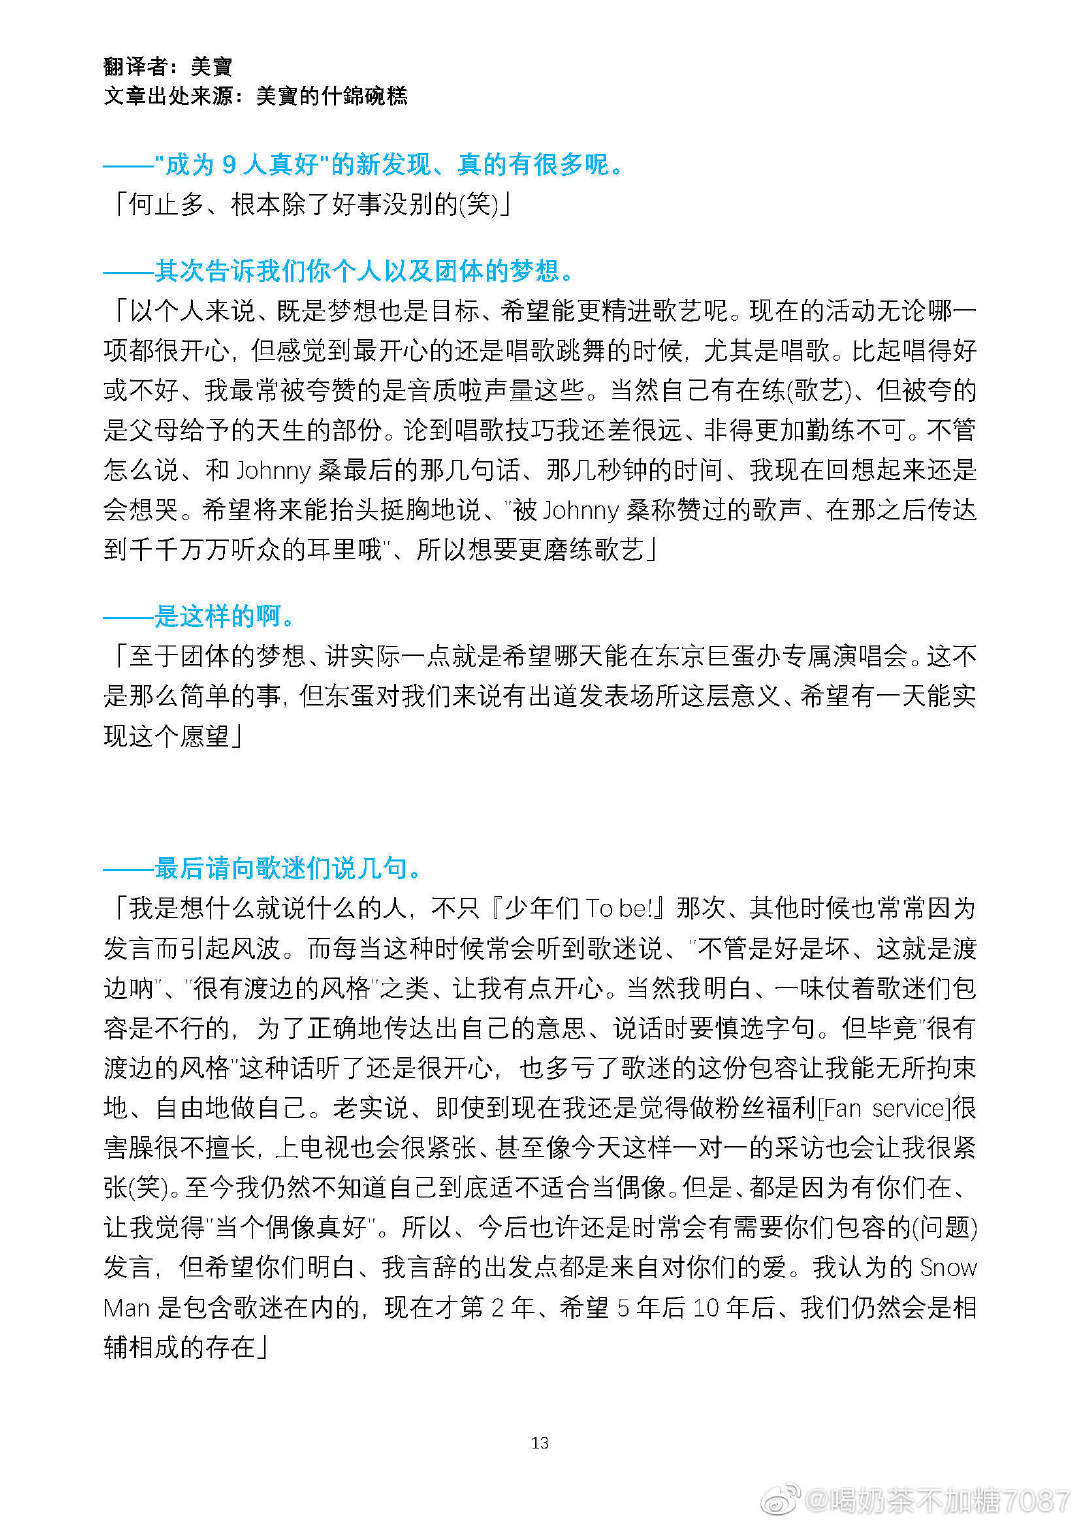 翻译者：美寶
文章出处来源：美寶的什錦碗糕
——"成为 9 人真好"的新发现、真的有很多呢。
「何止多、根本除了好事没别的(笑)」
——其次告诉我们你个人以及团体的梦想。
「以个人来说、既是梦想也是目标、希望能更精进歌艺呢。现在的活动无论哪一
项都很开心，但感觉到最开心的还是唱歌跳舞的时候，尤其是唱歌。比起唱得好
或不好、我最常被夸赞的是音质啦声量这些。当然自己有在练(歌艺)、但被夸的
是父母给予的天生的部份。论到唱歌技巧我还差很远、非得更加勤练不可。不管
怎么说、和 Johnny 桑最后的那几句话、那几秒钟的时间、我现在回想起来还是
会想哭。希望将来能抬头挺胸地说、"被 Johnny 桑称赞过的歌声、在那之后传达
到千千万万听众的耳里哦"、所以想要更磨练歌艺」
——是这样的啊。
「至于团体的梦想、讲实际一点就是希望哪天能在东京巨蛋办专属演唱会。这不
是那么简单的事，但东蛋对我们来说有出道发表场所这层意义、希望有一天能实
现这个愿望」
——最后请向歌迷们说几句。
「我是想什么就说什么的人，不只『少年们 To be!』那次、其他时候也常常因为
发言而引起风波。而每当这种时候常会听到歌迷说、"不管是好是坏、这就是渡
边呐"、"很有渡边的风格"之类、让我有点开心。当然我明白、一味仗着歌迷们包
容是不行的，为了正确地传达出自己的意思、说话时要慎选字句。但毕竟"很有
渡边的风格"这种话听了还是很开心，也多亏了歌迷的这份包容让我能无所拘束
地、自由地做自己。老实说、即使到现在我还是觉得做粉丝福利[Fan service]很
害臊很不擅长，上电视也会很紧张、甚至像今天这样一对一的采访也会让我很紧
张(笑)。至今我仍然不知道自己到底适不适合当偶像。但是、都是因为有你们在、
让我觉得"当个偶像真好"。所以、今后也许还是时常会有需要你们包容的(问题)
发言，但希望你们明白、我言辞的出发点都是来自对你们的爱。我认为的 Snow
Man 是包含歌迷在内的，现在才第 2 年、希望 5 年后 10 年后、我们仍然会是相
辅相成的存在」
13
@喝奶茶不加糖7087